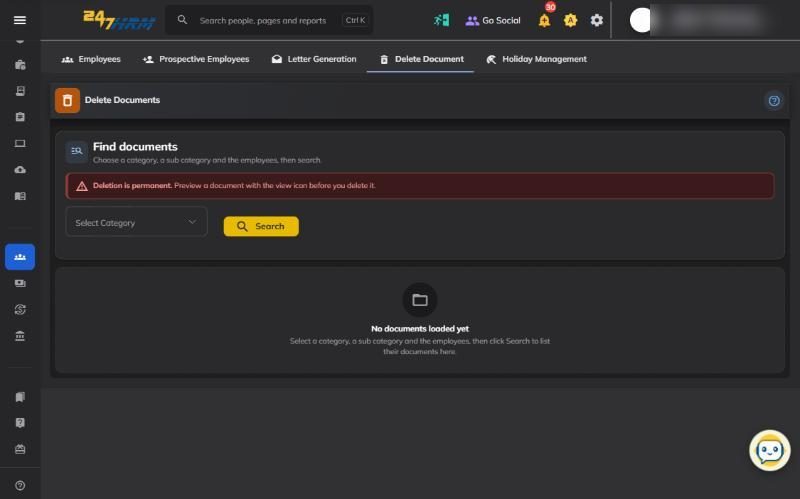 247HRM
Search people, pages and reports
Ctrl K
Go Social
30
A
Employees
Prospective Employees
Letter Generation
Delete Document
Holiday Management
Delete Documents
Find documents
Choose a category, a sub category and the employees, then search.
Deletion is permanent. Preview a document with the view icon before you delete it.
Select Category
Search
No documents loaded yet
Select a category, a sub category and the employees, then click Search to list
their documents here.